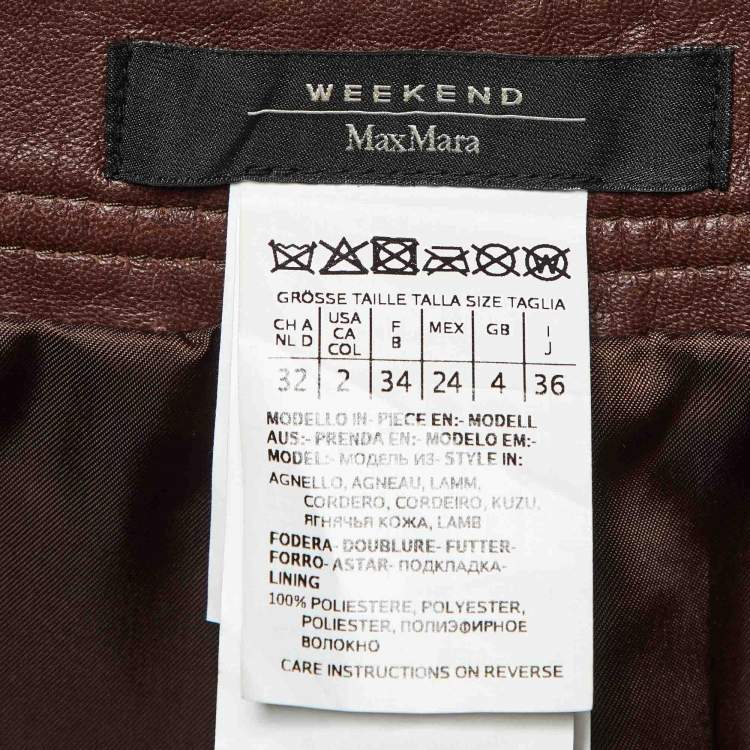 WEEKEND
MaxMara
GRÖSSE TAILLE TALLA SIZE TAGLIA
CH A NL D USA CA COL F B MEX GB I J
32 2 34 24 4 36
MODELLO IN:- PIECE EN:- MODELL
AUS:- PRENDA EN:- MODELO EM:-
MODEL:- МОДЕЛЬ ИЗ- STYLE IN:
AGNELLO, AGNEAU, LAMM,
CORDERO, CORDEIRO, KUZU,
ЯГНЯЧЬЯ КОЖА, LAMB
FODERA- DOUBLURE- FUTTER-
FORRO- ASTAR- ПОДКЛАДКА-
LINING
100% POLIESTERE, POLYESTER,
POLIESTER, ПОЛИЭФИРНОЕ
ВОЛОКНО
CARE INSTRUCTIONS ON REVERSE